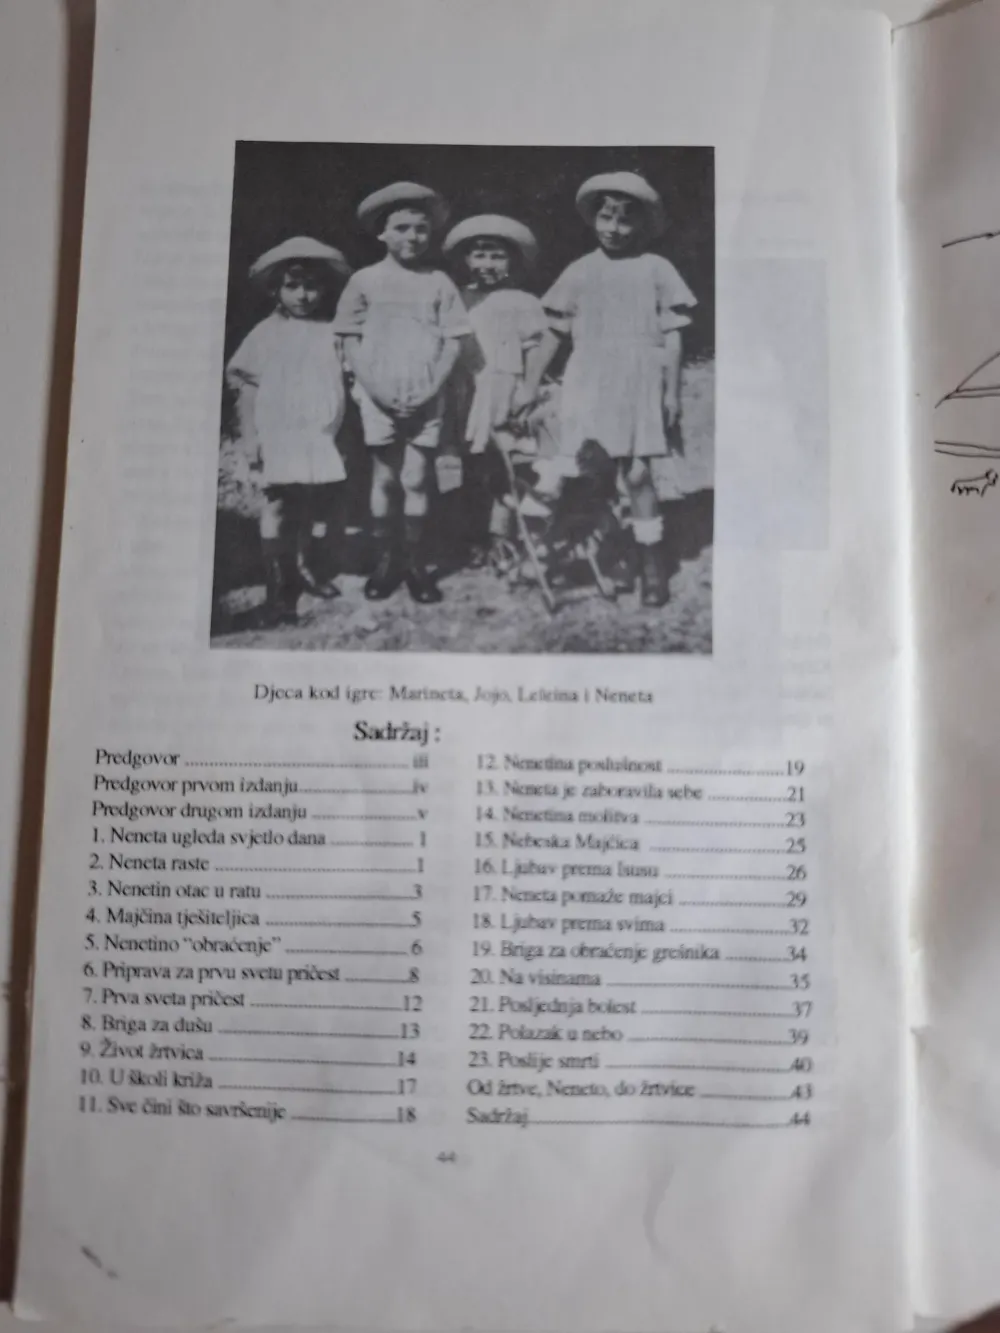 Djeca kod igre: Marineta, Jojo, Leleina i Neneta
Sadržaj :
Predgovor ........ iii
Predgovor prvom izdanju ........ iv
Predgovor drugom izdanju ........ v
1. Neneta ugleda svjetlo dana ........ 1
2. Neneta raste ........ 1
3. Nenetin otac u ratu ........ 3
4. Majčina tješiteljica ........ 5
5. Nenetino "obraćenje" ........ 6
6. Priprava za prvu svetu pričest ........ 8
7. Prva sveta pričest ........ 12
8. Briga za dušu ........ 13
9. Život žrtvica ........ 14
10. U školi križa ........ 17
11. Sve čini što savršenije ........ 18
12. Nenetina poslušnost ........ 19
13. Neneta je zaboravila sebe ........ 21
14. Nenetina molitva ........ 23
15. Nebeska Majčica ........ 25
16. Ljubav prema Isusu ........ 26
17. Neneta pomaže majci ........ 29
18. Ljubav prema svima ........ 32
19. Briga za obraćenje grešnika ........ 34
20. Na visinama ........ 35
21. Posljednja bolest ........ 37
22. Polazak u nebo ........ 39
23. Poslije smrti ........ 40
Od žrtve, Neneto, do žrtvice ........ 43
Sadržaj ........ 44
44